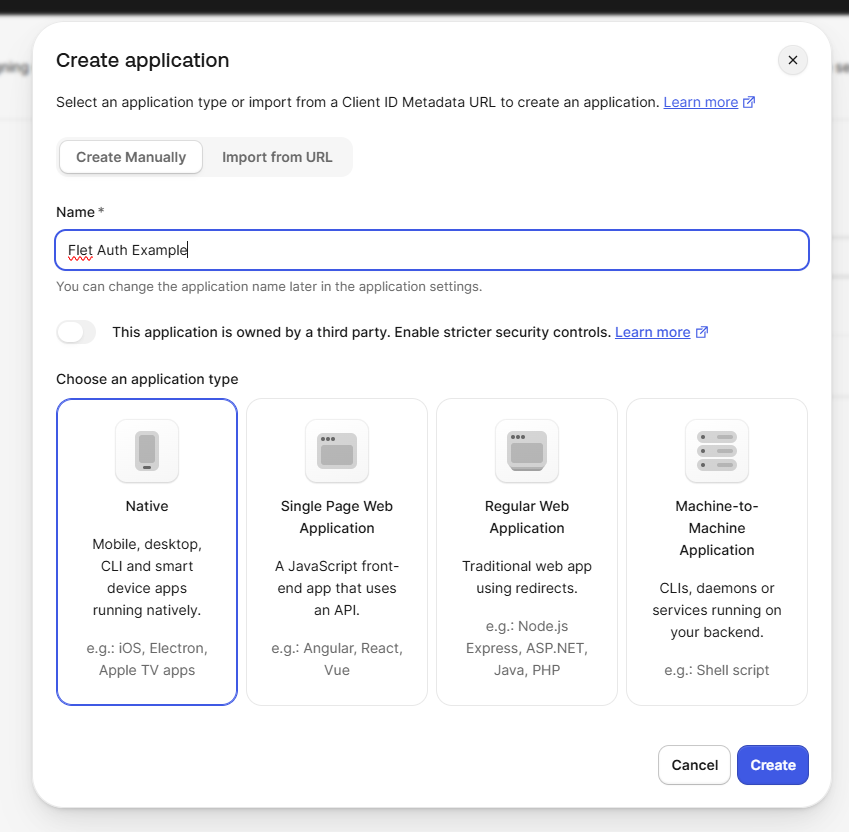 Create application
Select an application type or import from a Client ID Metadata URL to create an application. Learn more
Create Manually
Import from URL
Name *
Flet Auth Example
You can change the application name later in the application settings.
This application is owned by a third party. Enable stricter security controls. Learn more
Choose an application type
Native
Mobile, desktop,
CLI and smart
device apps
running natively.
e.g.: iOS, Electron,
Apple TV apps
Single Page Web
Application
A JavaScript front-
end app that uses
an API.
e.g.: Angular, React,
Vue
Regular Web
Application
Traditional web app
using redirects.
e.g.: Node.js
Express, ASP.NET,
Java, PHP
Machine-to-
Machine
Application
CLIs, daemons or
services running on
your backend.
e.g.: Shell script
Cancel
Create